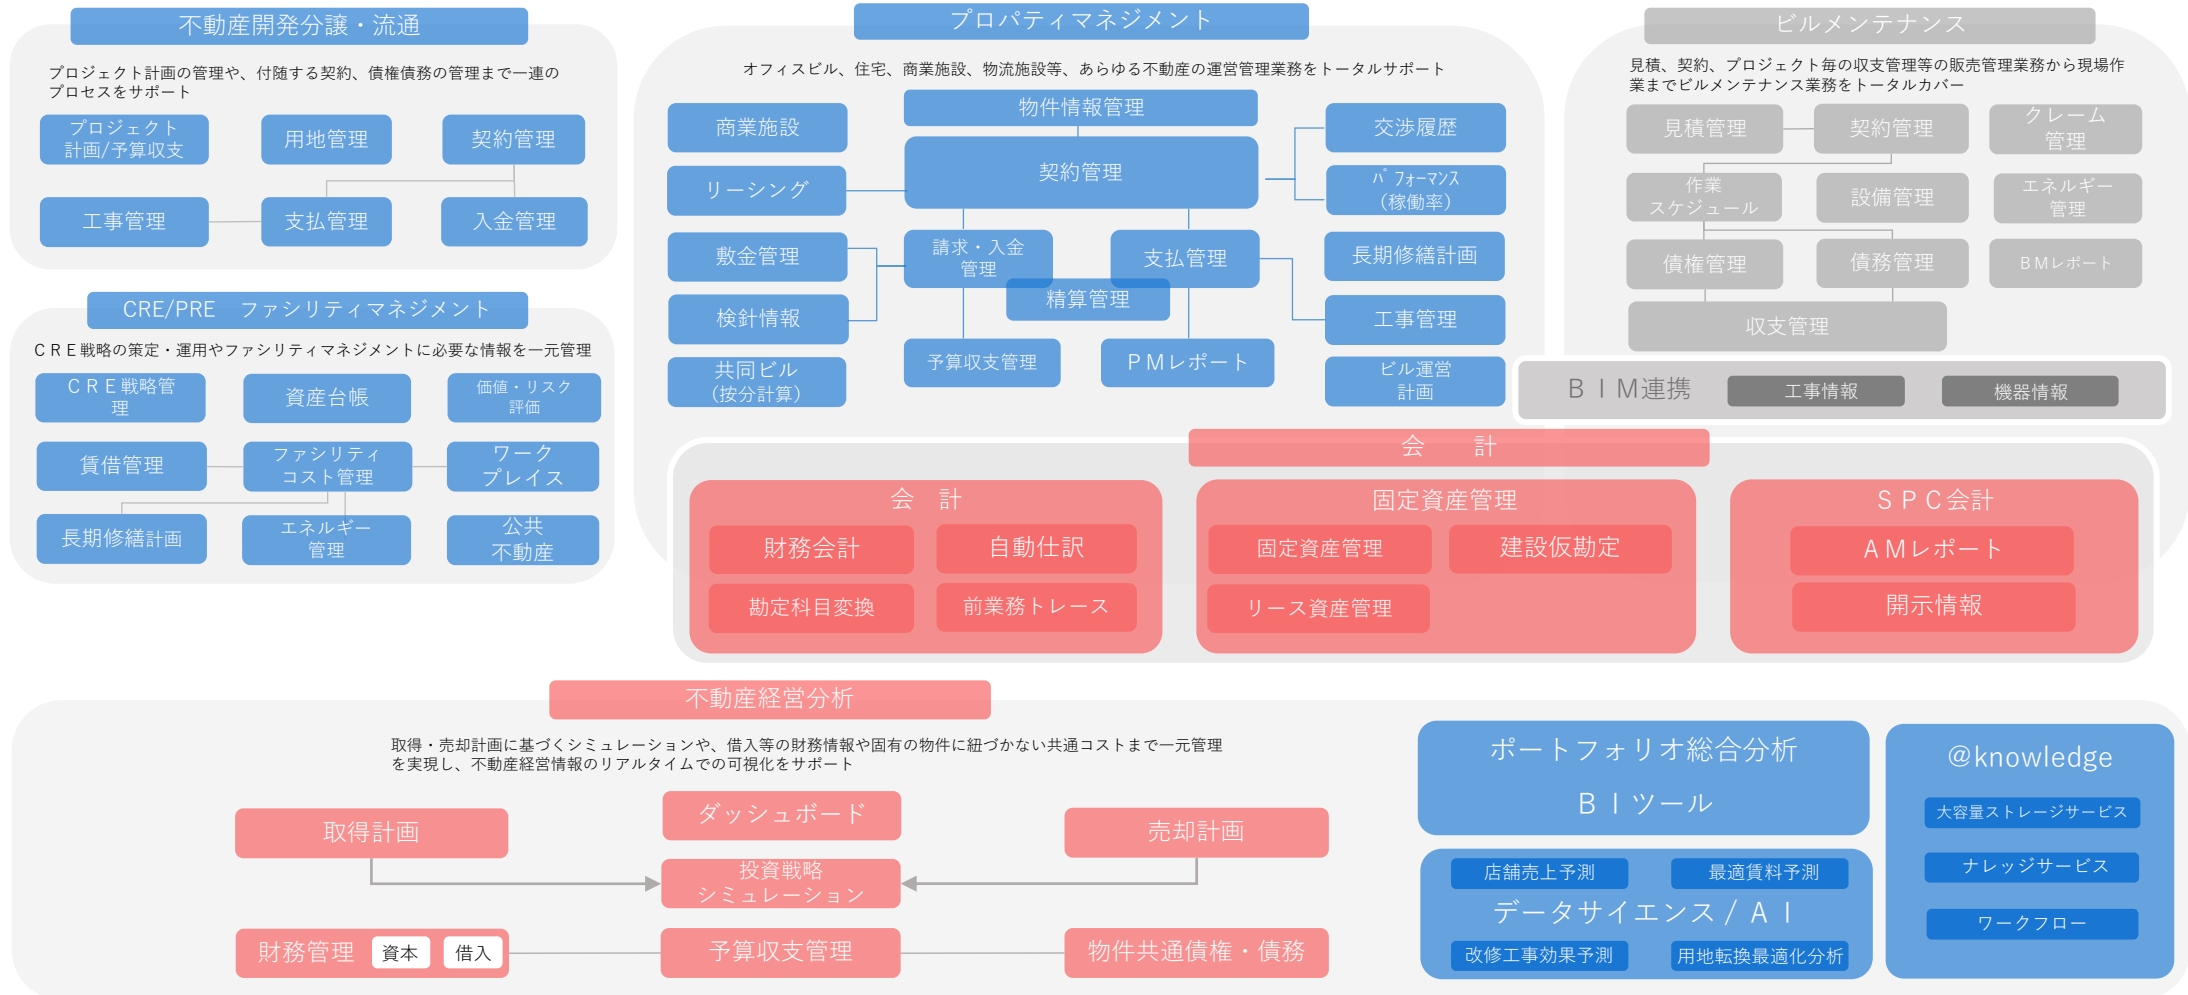 不動産開発分譲・流通
プロジェクト計画の管理や、付随する契約、債権債務の管理まで一連の
プロセスをサポート
プロジェクト
計画/予算収支
用地管理
契約管理
工事管理
支払管理
入金管理
CRE/PRE　ファシリティマネジメント
ＣＲＥ戦略の策定・運用やファシリティマネジメントに必要な情報を一元管理
ＣＲＥ戦略管
理
資産台帳
価値・リスク
評価
賃借管理
ファシリティ
コスト管理
ワーク
プレイス
長期修繕計画
エネルギー
管理
公共
不動産
プロパティマネジメント
オフィスビル、住宅、商業施設、物流施設等、あらゆる不動産の運営管理業務をトータルサポート
商業施設
物件情報管理
交渉履歴
リーシング
契約管理
ﾊﾟﾌｫｰﾏﾝｽ
（稼働率）
敷金管理
請求・入金
管理
支払管理
長期修繕計画
検針情報
精算管理
工事管理
共同ビル
（按分計算）
予算収支管理
ＰＭレポート
ビル運営
計画
ビルメンテナンス
見積、契約、プロジェクト毎の収支管理等の販売管理業務から現場作
業までビルメンテナンス業務をトータルカバー
見積管理
契約管理
クレーム
管理
作業
スケジュール
設備管理
エネルギー
管理
債権管理
債務管理
ＢＭレポート
収支管理
ＢＩＭ連携
工事情報
機器情報
会　計
会　計
財務会計
自動仕訳
勘定科目変換
前業務トレース
固定資産管理
固定資産管理
建設仮勘定
リース資産管理
ＳＰＣ会計
ＡＭレポート
開示情報
不動産経営分析
取得・売却計画に基づくシミュレーションや、借入等の財務情報や固有の物件に紐づかない共通コストまで一元管理
を実現し、不動産経営情報のリアルタイムでの可視化をサポート
取得計画
ダッシュボード
売却計画
投資戦略
シミュレーション
財務管理
資本
借入
予算収支管理
物件共通債権・債務
ポートフォリオ総合分析
ＢＩツール
店舗売上予測
最適賃料予測
データサイエンス / ＡＩ
改修工事効果予測
用地転換最適化分析
@knowledge
大容量ストレージサービス
ナレッジサービス
ワークフロー